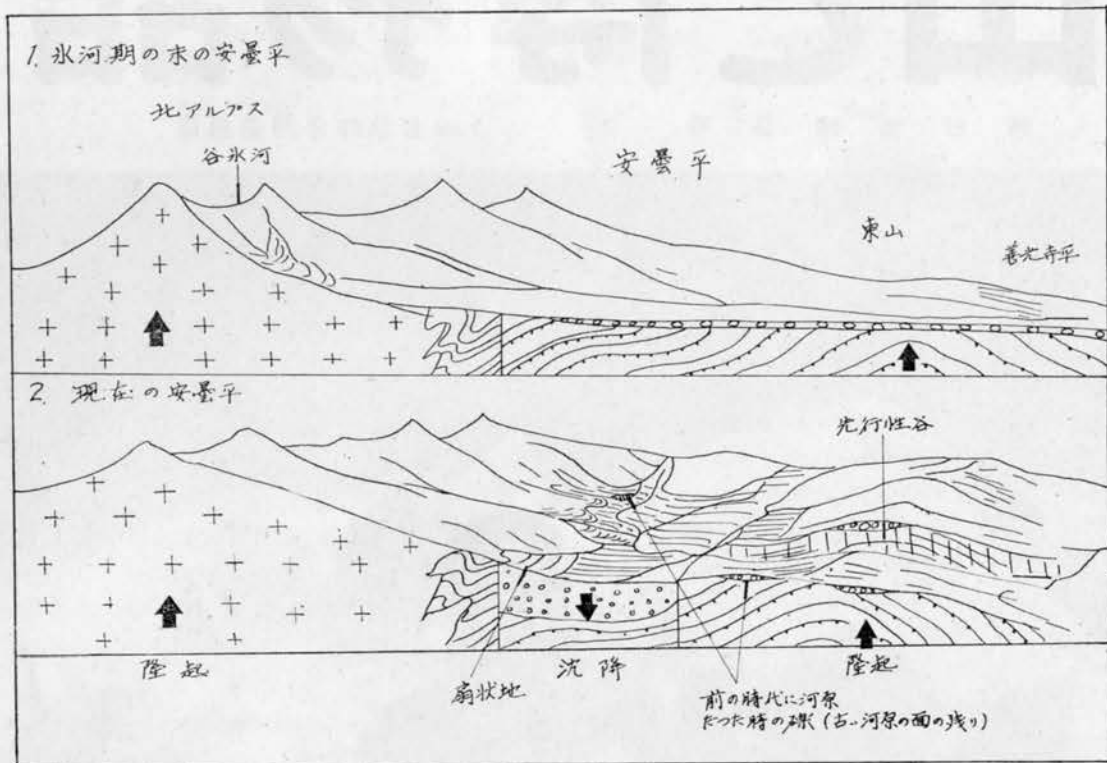 1. 氷河期の末の安曇平
北アルプス
谷氷河
安曇平
東山
善光寺平
2. 現在の安曇平
先行性谷
隆起
沈降
隆起
扇状地
前の時代に河原
だった時の礫(古い河原の面の残り)